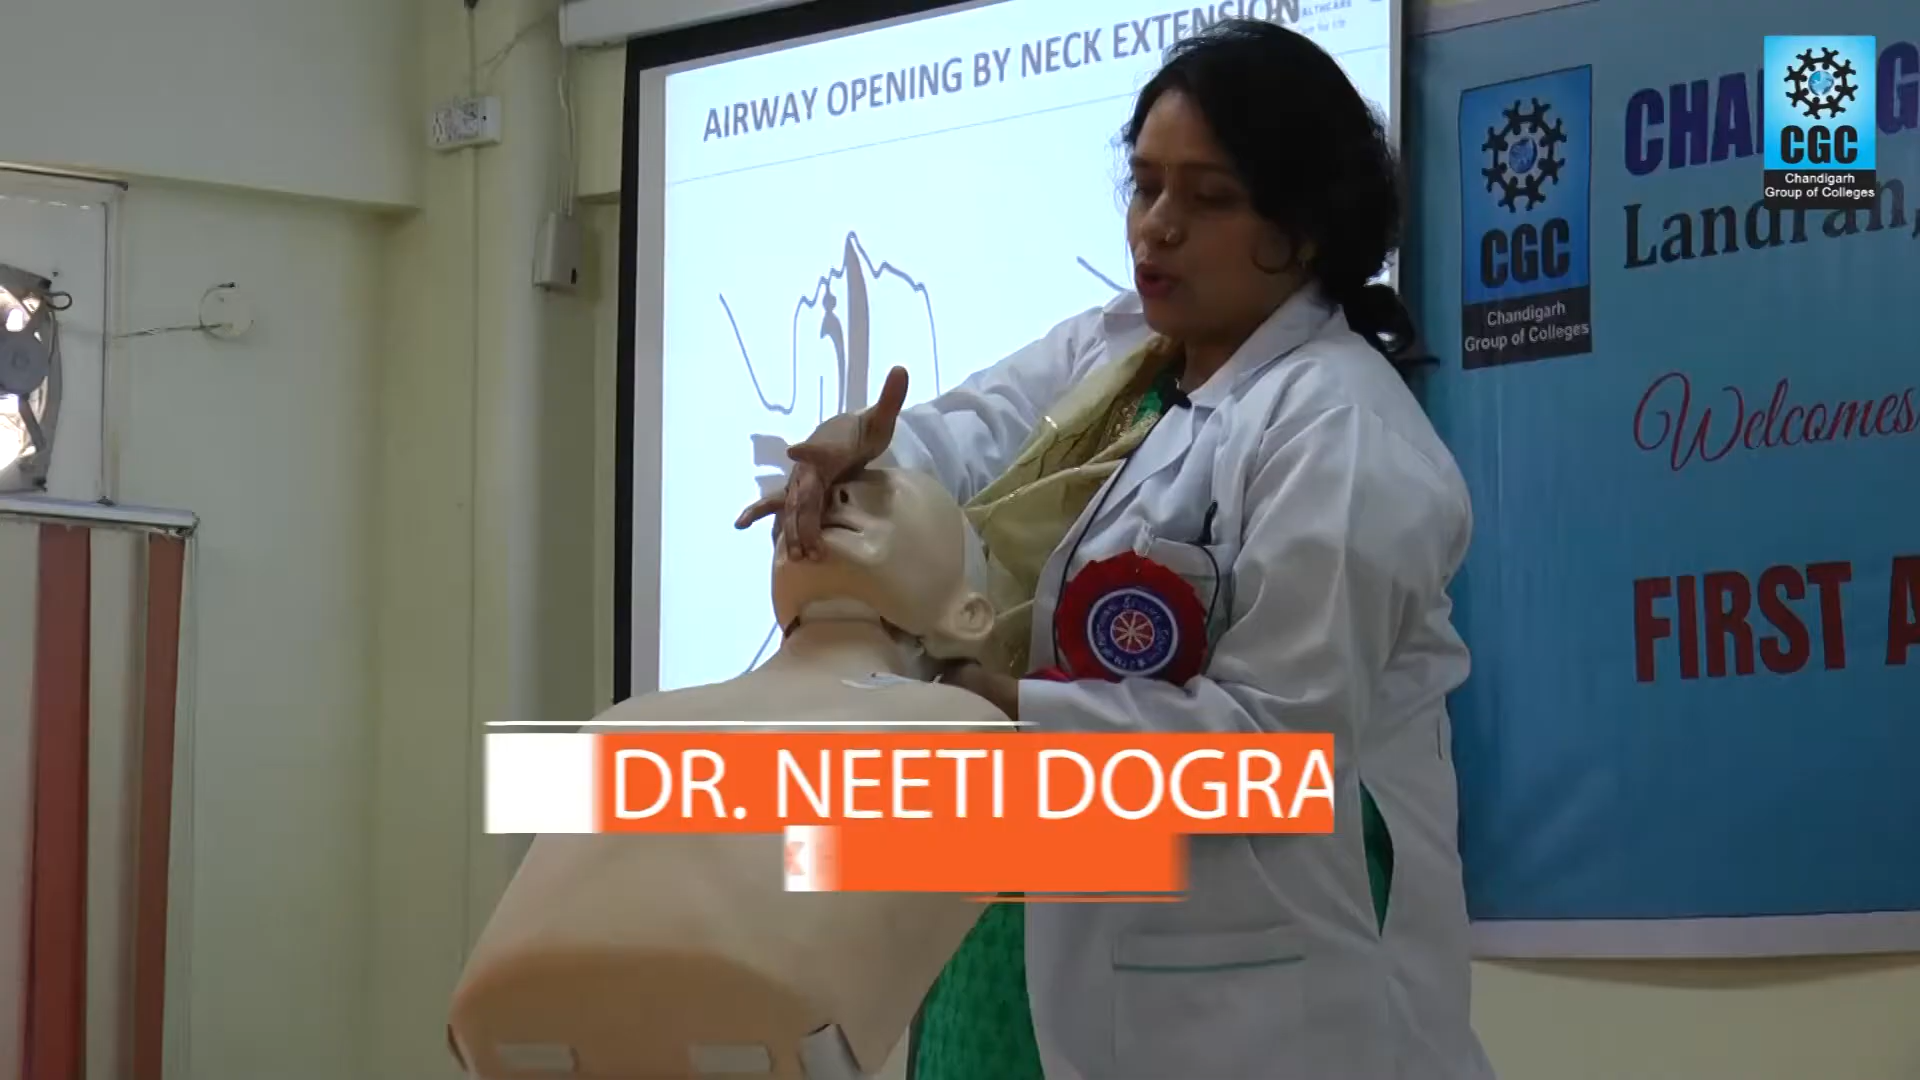 AIRWAY OPENING BY NECK EXTENSION
CGC
Chandigarh
Group of Colleges
CGC
Chandigarh
Group of Colleges
Landran,
Welcomes
FIRST A
DR. NEETI DOGRA